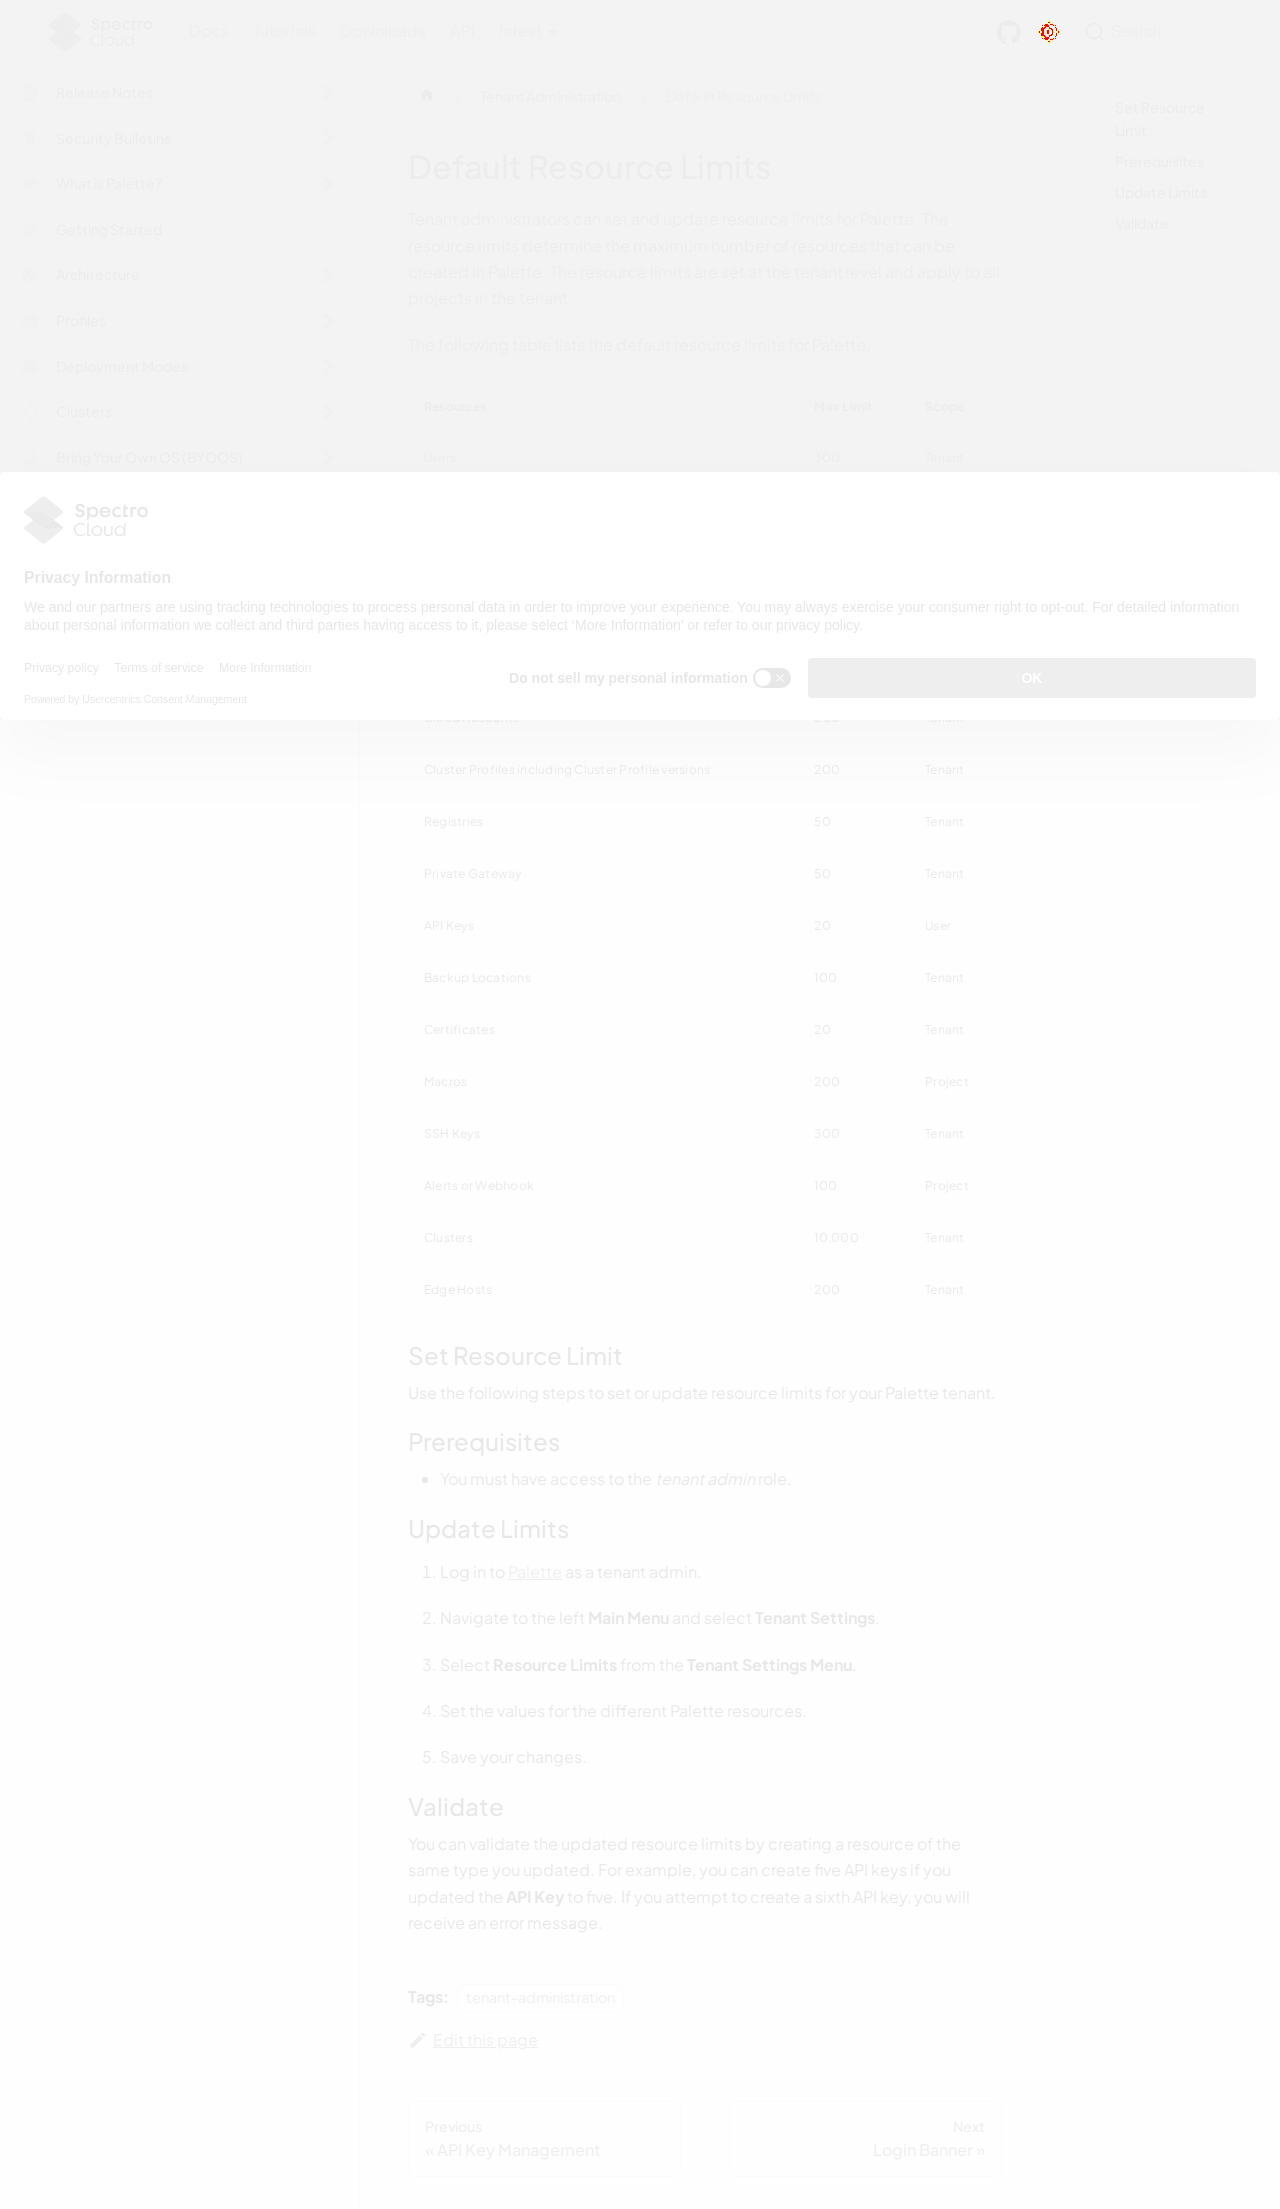 Spectro
Cloud
Docs
Tutorials
Downloads
API
latest
Search
Release Notes
Security Bulletins
What is Palette?
Getting Started
Architecture
Profiles
Deployment Modes
Clusters
Bring Your Own OS (BYOOS)
Tenant Administration
Default Resource Limits
Default Resource Limits
Tenant administrators can set and update resource limits for Palette. The
resource limits determine the maximum number of resources that can be
created in Palette. The resource limits are set at the tenant level and apply to all
projects in the tenant.
The following table lists the default resource limits for Palette.
Resources Max Limit Scope
Users 300 Tenant
Set Resource
Limit
Prerequisites
Update Limits
Validate
Spectro
Cloud
Privacy Information
We and our partners are using tracking technologies to process personal data in order to improve your experience. You may always exercise your consumer right to opt-out. For detailed information
about personal information we collect and third parties having access to it, please select 'More Information' or refer to our privacy policy.
Privacy policy Terms of service More Information
Powered by Usercentrics Consent Management
Do not sell my personal information
OK
Cluster Profiles including Cluster Profile versions 200 Tenant
Registries 50 Tenant
Private Gateway 50 Tenant
API Keys 20 User
Backup Locations 100 Tenant
Certificates 20 Tenant
Macros 200 Project
SSH Keys 300 Tenant
Alerts or Webhook 100 Project
Clusters 10,000 Tenant
Edge Hosts 200 Tenant
Set Resource Limit
Use the following steps to set or update resource limits for your Palette tenant.
Prerequisites
• You must have access to the tenant admin role.
Update Limits
1. Log in to Palette as a tenant admin.
2. Navigate to the left Main Menu and select Tenant Settings.
3. Select Resource Limits from the Tenant Settings Menu.
4. Set the values for the different Palette resources.
5. Save your changes.
Validate
You can validate the updated resource limits by creating a resource of the
same type you updated. For example, you can create five API keys if you
updated the API Key to five. If you attempt to create a sixth API key, you will
receive an error message.
Tags: tenant-administration
Edit this page
Previous
« API Key Management
Next
Login Banner »